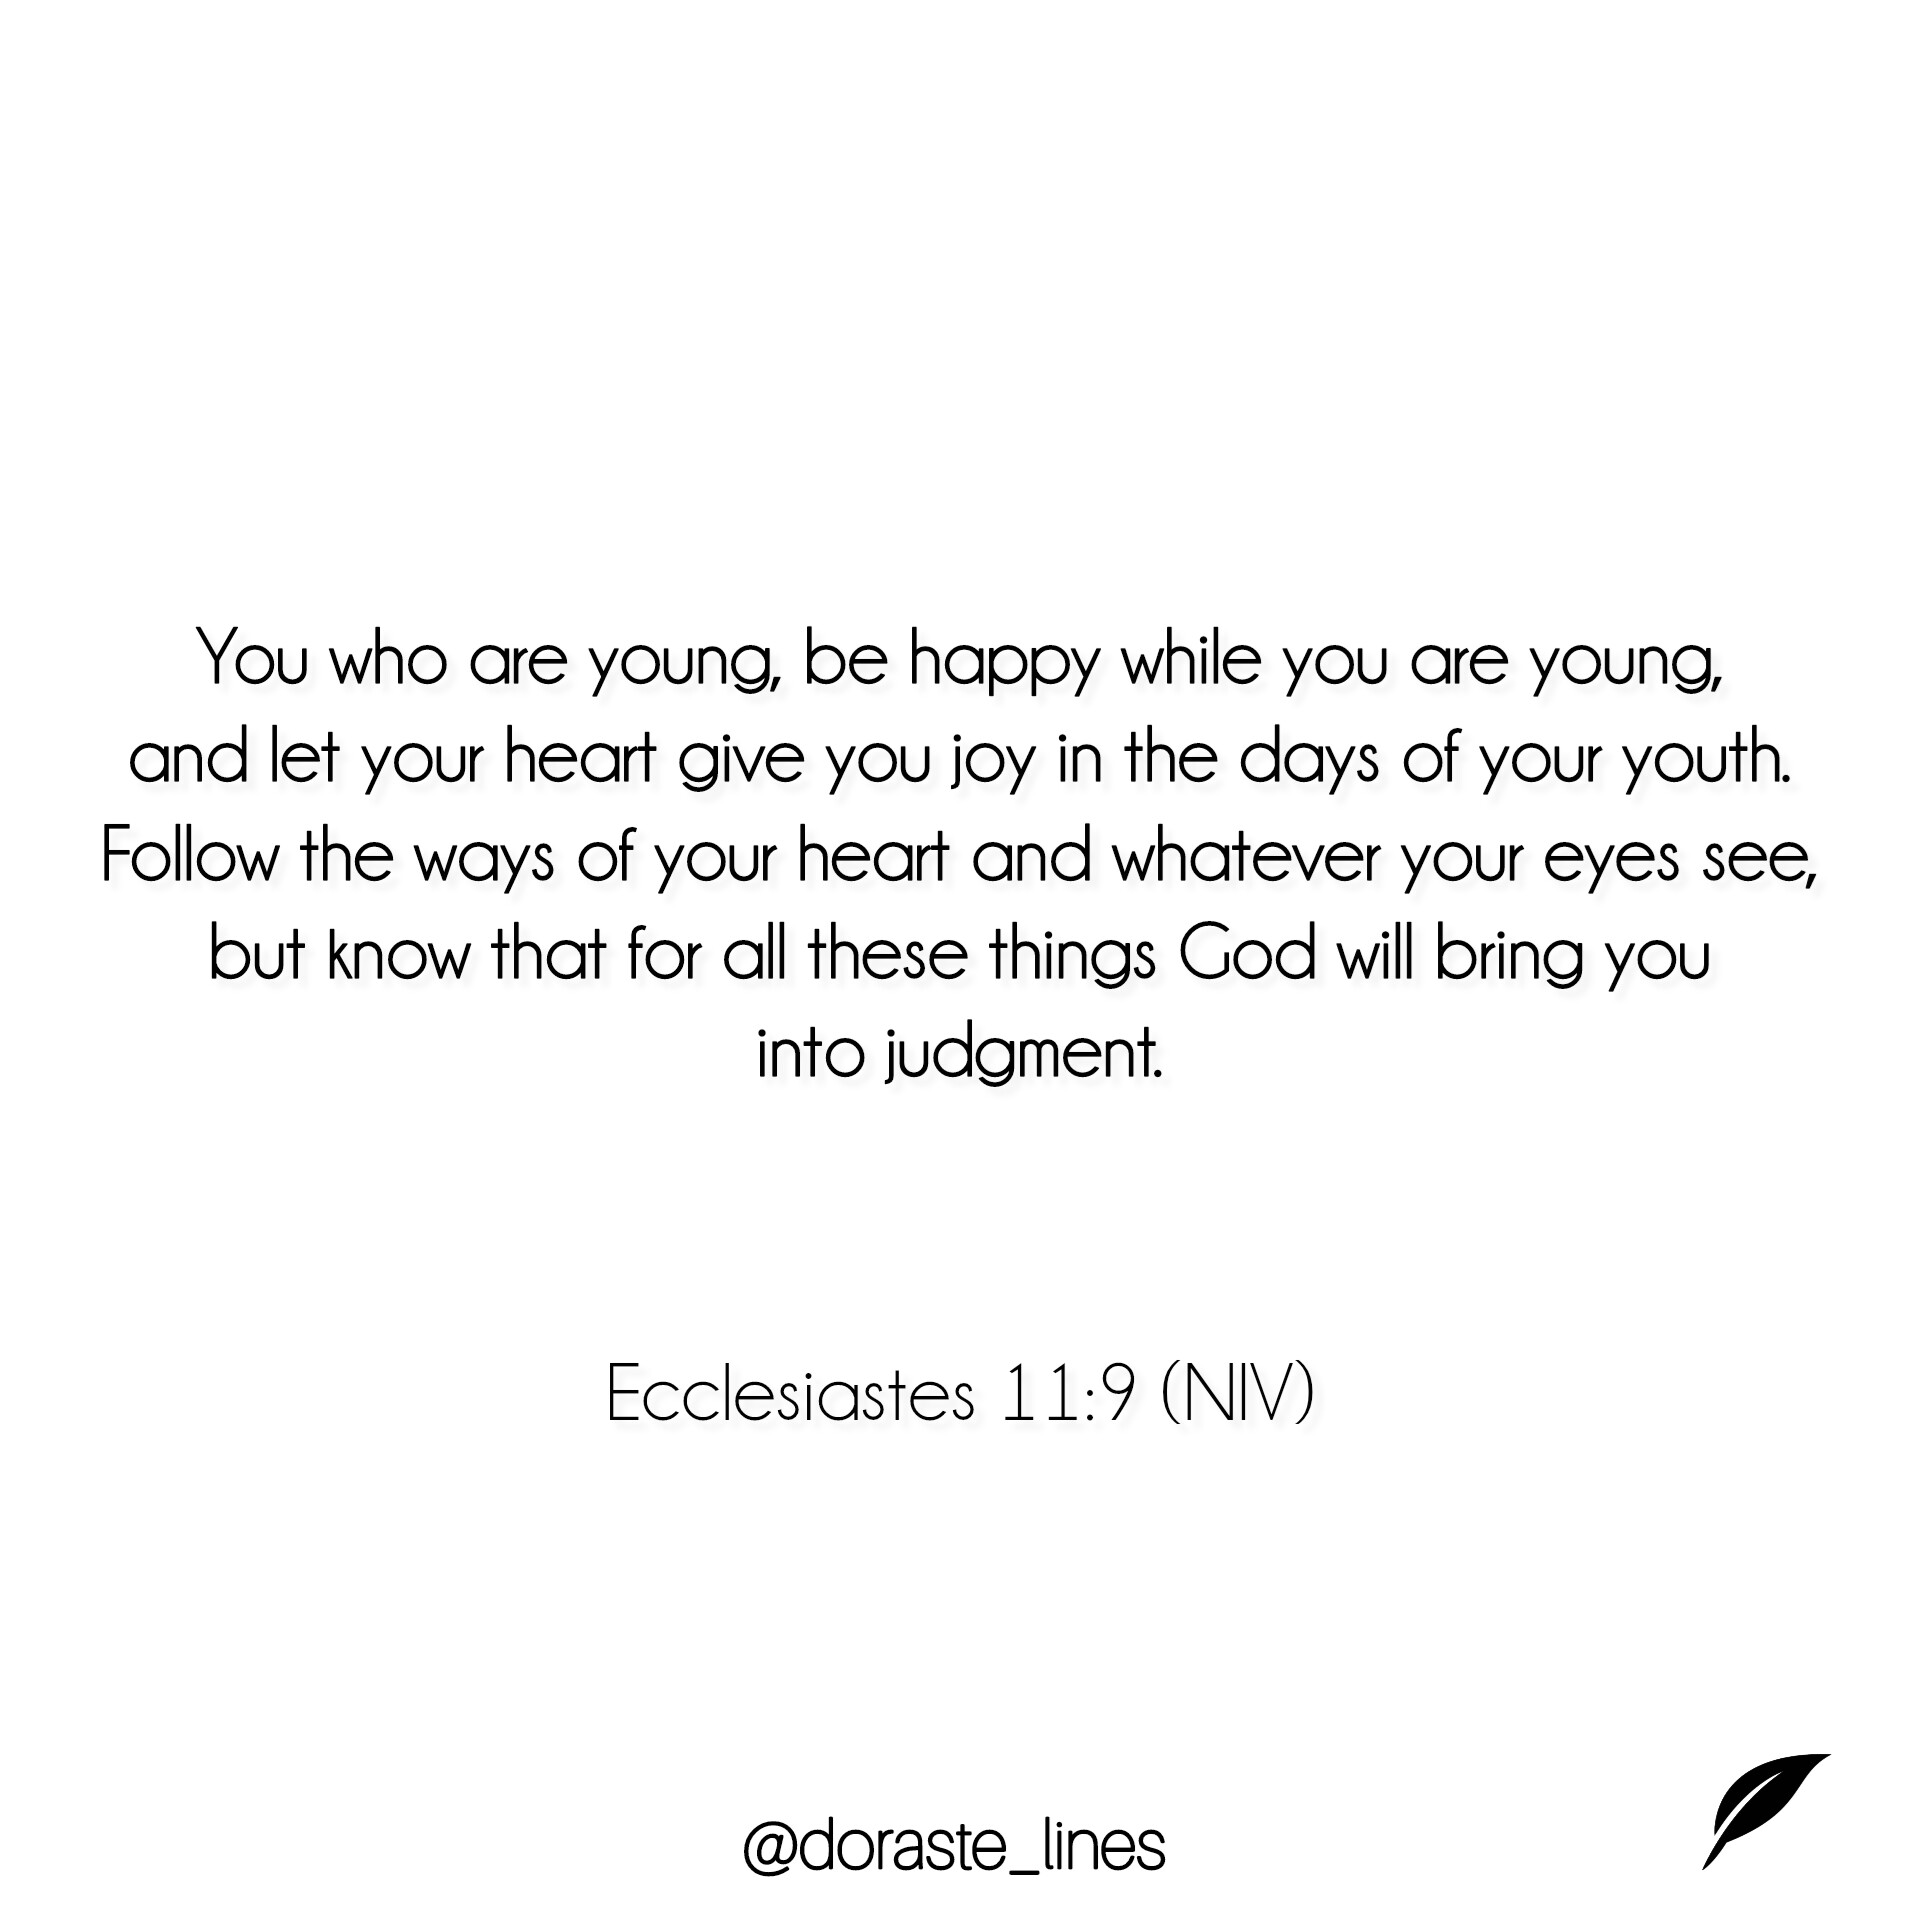 You who are young, be happy while you are young,
and let your heart give you joy in the days of your youth.
Follow the ways of your heart and whatever your eyes see,
but know that for all these things God will bring you
into judgment.
Ecclesiastes 11:9 (NIV)
@doraste_lines